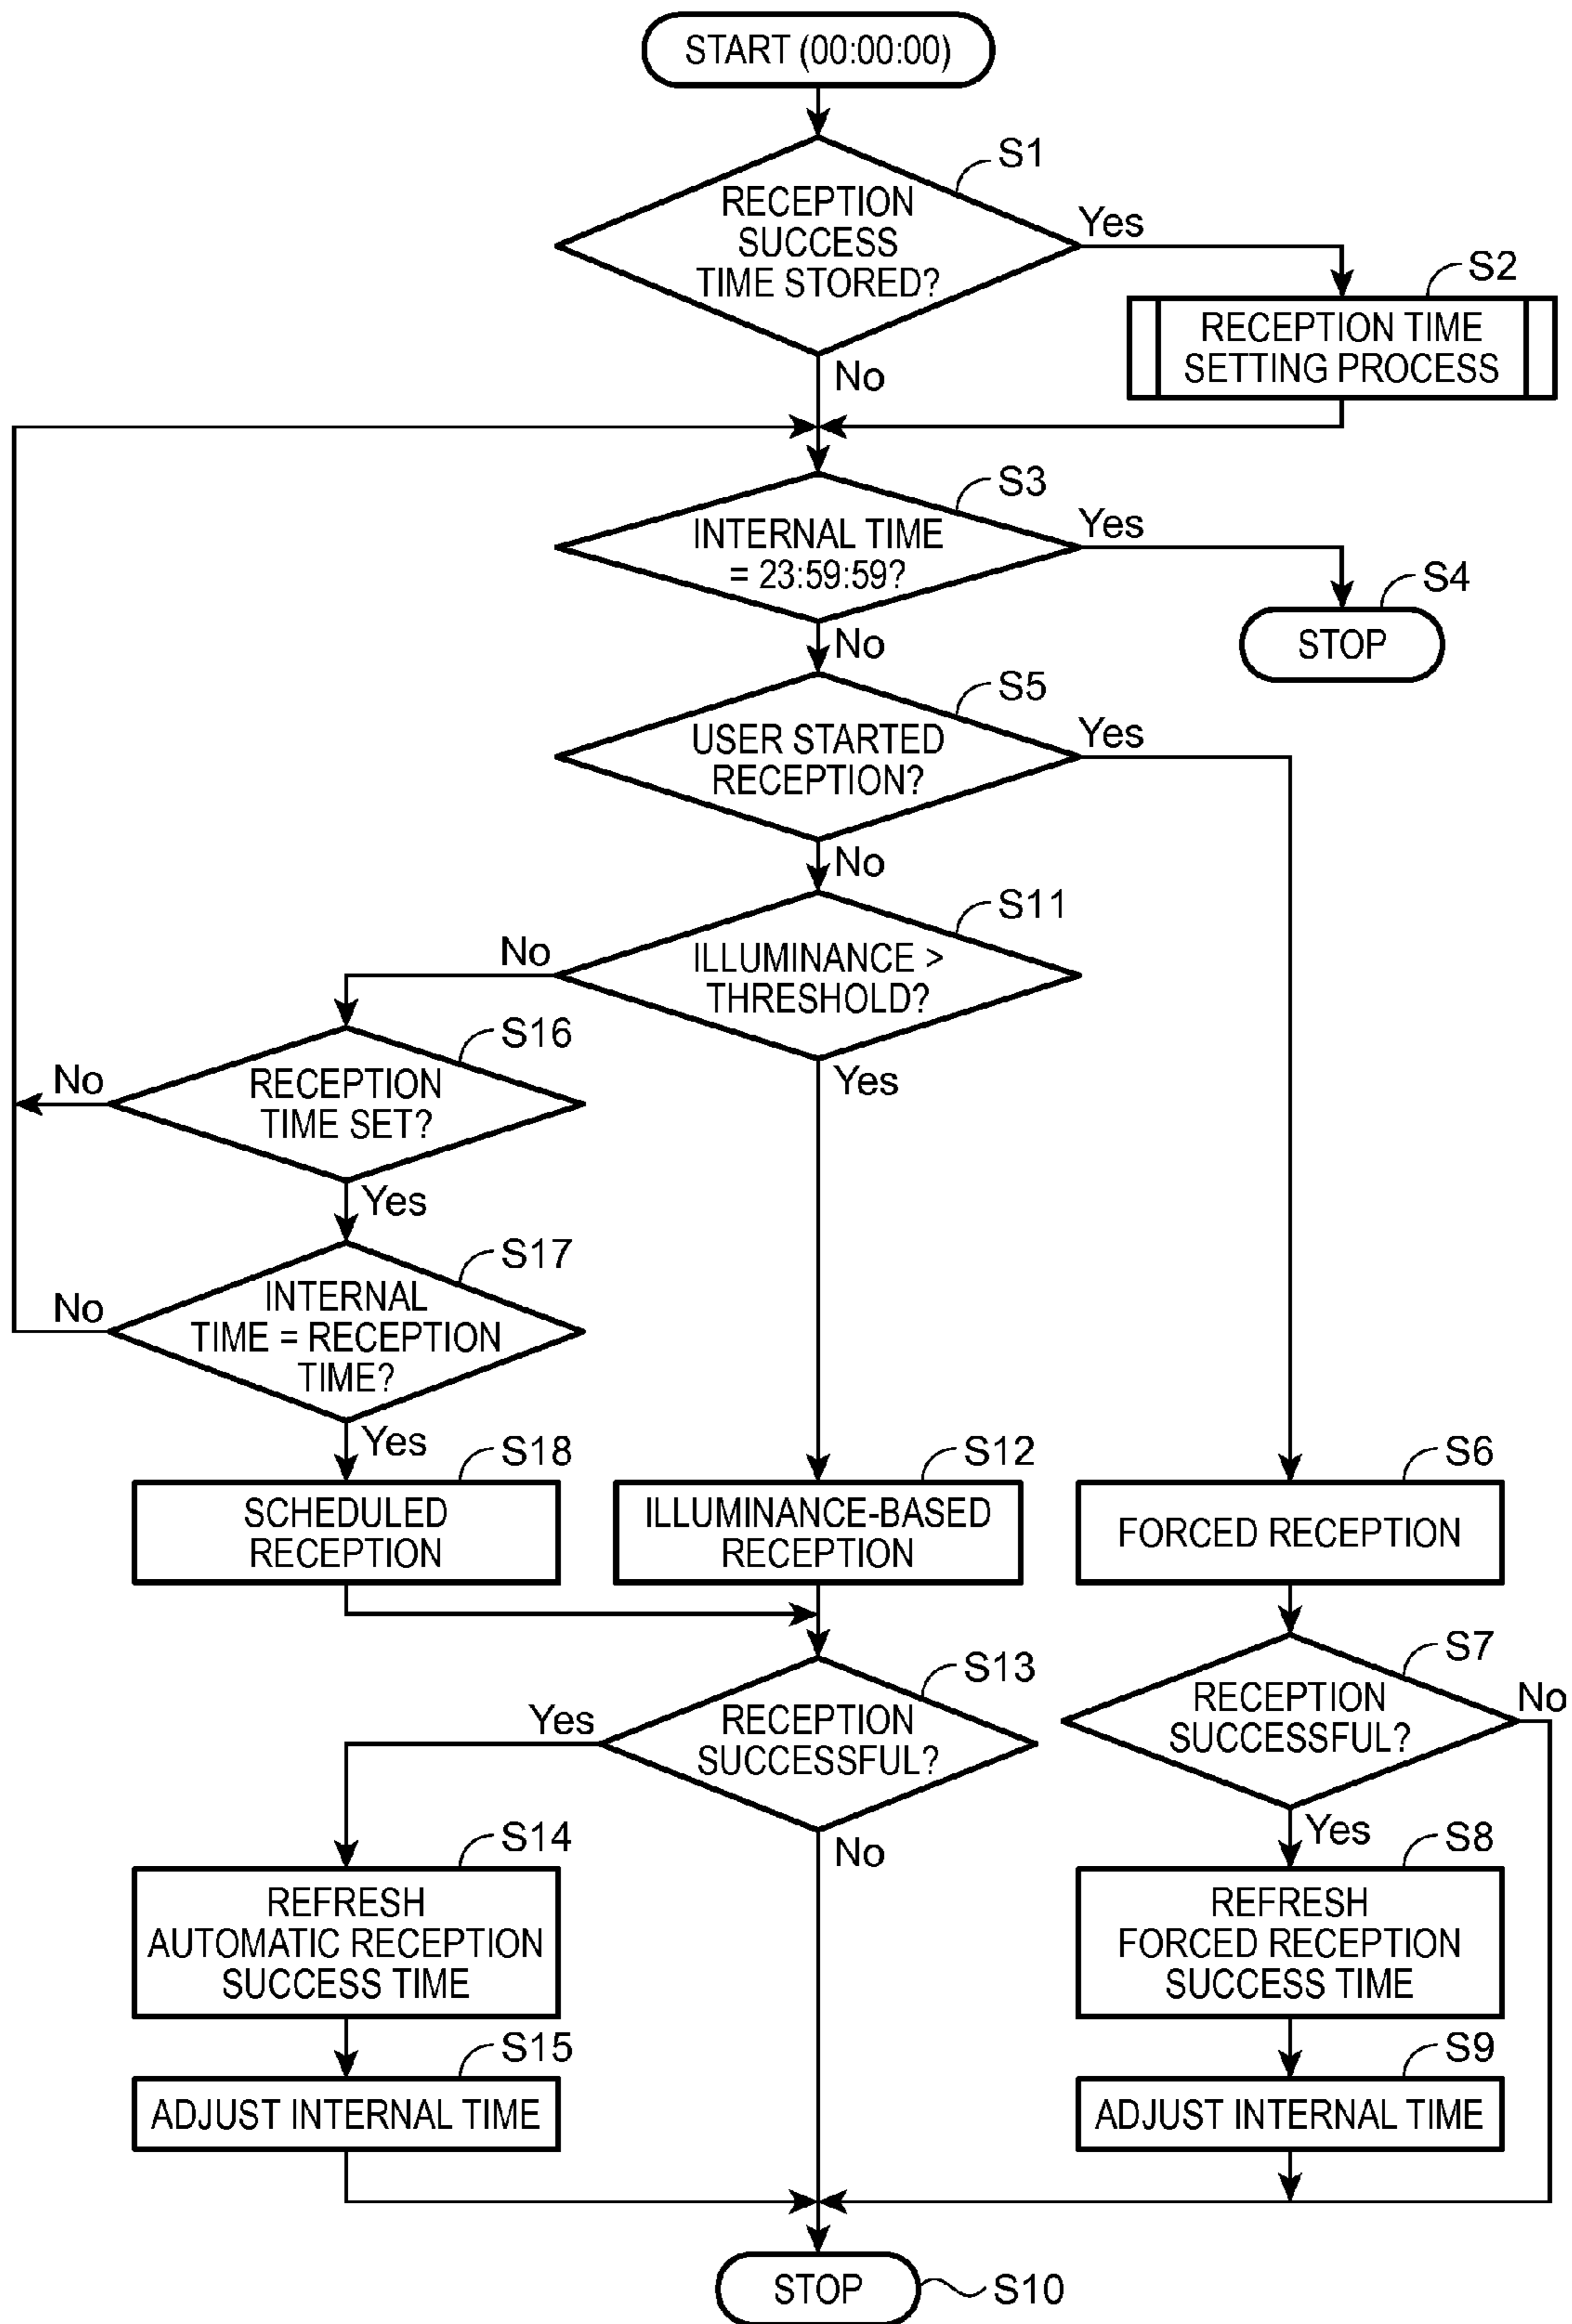 START (00:00:00)
S1
RECEPTION
SUCCESS
TIME STORED?
Yes
S2
RECEPTION TIME
SETTING PROCESS
No
S3
INTERNAL TIME
= 23:59:59?
Yes
S4
STOP
No
S5
USER STARTED
RECEPTION?
Yes
No
S11
ILLUMINANCE >
THRESHOLD?
No
Yes
S16
RECEPTION
TIME SET?
No
Yes
S17
INTERNAL
TIME = RECEPTION
TIME?
No
Yes
S18
SCHEDULED
RECEPTION
S12
ILLUMINANCE-BASED
RECEPTION
S6
FORCED RECEPTION
S13
RECEPTION
SUCCESSFUL?
Yes
No
S7
RECEPTION
SUCCESSFUL?
No
Yes
S14
REFRESH
AUTOMATIC RECEPTION
SUCCESS TIME
S8
REFRESH
FORCED RECEPTION
SUCCESS TIME
S15
ADJUST INTERNAL TIME
S9
ADJUST INTERNAL TIME
STOP
S10